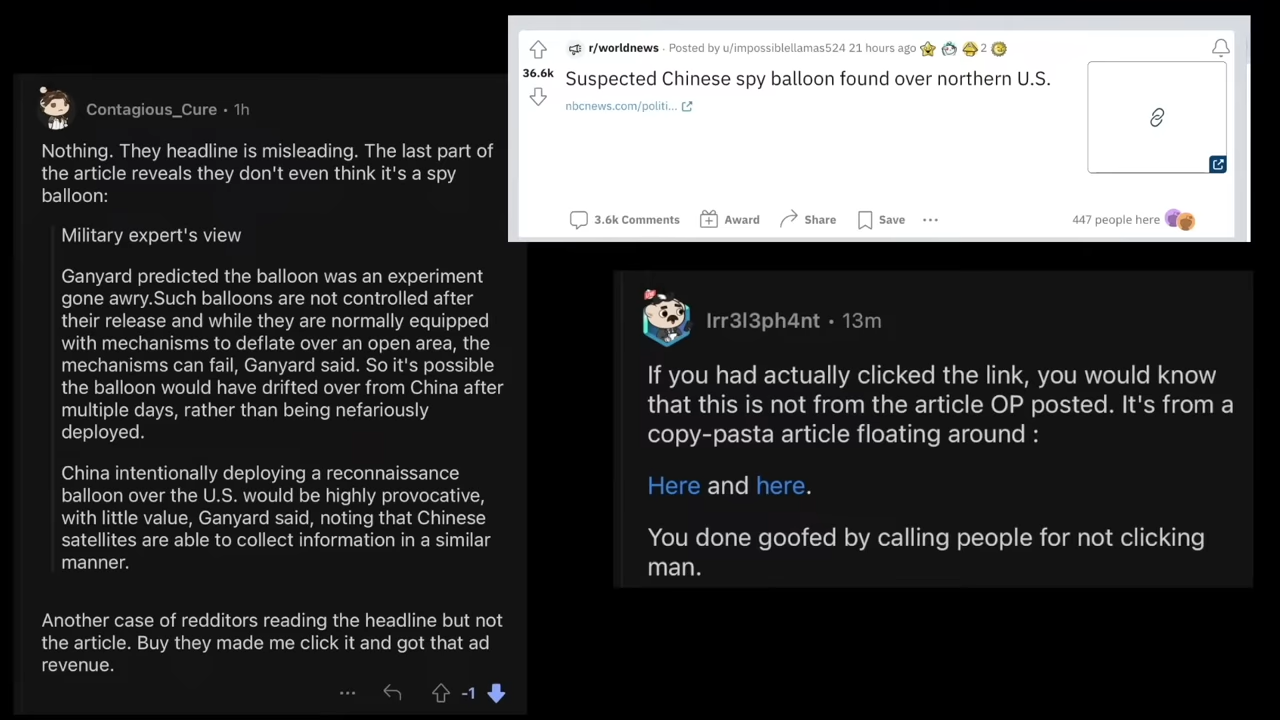 r/worldnews · Posted by u/impossiblellamas524 21 hours ago 2
36.6k
Suspected Chinese spy balloon found over northern U.S.
nbcnews.com/politi...
3.6k Comments Award Share Save ··· 447 people here
Contagious_Cure · 1h
Nothing. They headline is misleading. The last part of
the article reveals they don't even think it's a spy
balloon:
Military expert's view
Ganyard predicted the balloon was an experiment
gone awry.Such balloons are not controlled after
their release and while they are normally equipped
with mechanisms to deflate over an open area, the
mechanisms can fail, Ganyard said. So it's possible
the balloon would have drifted over from China after
multiple days, rather than being nefariously
deployed.
China intentionally deploying a reconnaissance
balloon over the U.S. would be highly provocative,
with little value, Ganyard said, noting that Chinese
satellites are able to collect information in a similar
manner.
Another case of redditors reading the headline but not
the article. Buy they made me click it and got that ad
revenue.
··· -1
Irr3l3ph4nt · 13m
If you had actually clicked the link, you would know
that this is not from the article OP posted. It's from a
copy-pasta article floating around :
Here and here.
You done goofed by calling people for not clicking
man.